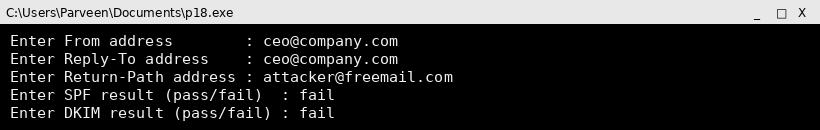 C:\Users\Parveen\Documents\p18.exe _ □ X
Enter From address        : ceo@company.com
Enter Reply-To address    : ceo@company.com
Enter Return-Path address : attacker@freemail.com
Enter SPF result (pass/fail)  : fail
Enter DKIM result (pass/fail) : fail